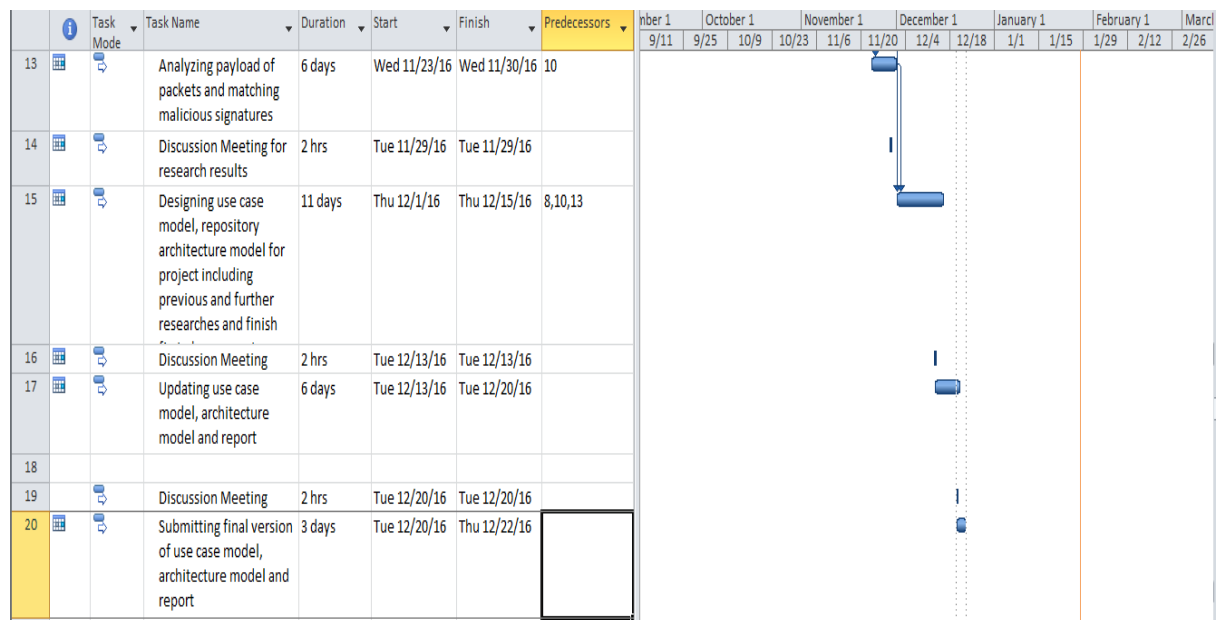 Task Mode Task Name Duration Start Finish Predecessors
mber 1 October 1 November 1 December 1 January 1 February 1 Marc
9/11 9/25 10/9 10/23 11/6 11/20 12/4 12/18 1/1 1/15 1/29 2/12 2/26
13 Analyzing payload of 6 days Wed 11/23/16 Wed 11/30/16 10
packets and matching
malicious signatures
14 Discussion Meeting for 2 hrs Tue 11/29/16 Tue 11/29/16
research results
15 Designing use case 11 days Thu 12/1/16 Thu 12/15/16 8,10,13
model, repository
architecture model for
project including
previous and further
researches and finish
16 Discussion Meeting 2 hrs Tue 12/13/16 Tue 12/13/16
17 Updating use case 6 days Tue 12/13/16 Tue 12/20/16
model, architecture
model and report
18
19 Discussion Meeting 2 hrs Tue 12/20/16 Tue 12/20/16
20 Submitting final version 3 days Tue 12/20/16 Thu 12/22/16
of use case model,
architecture model and
report